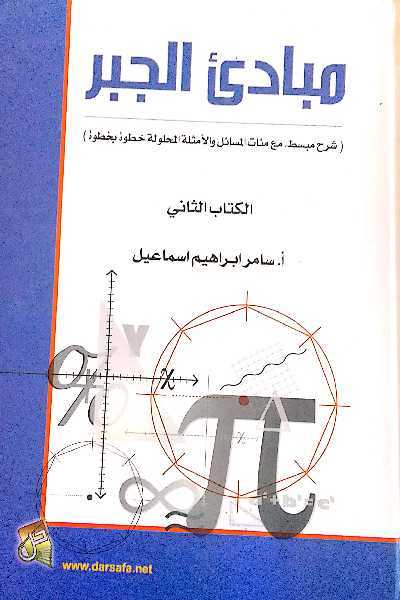 مبادئ الجبر
( شرح مبسط، مع مئات المسائل والأمثلة المحلولة خطوة بخطوة )
الكتاب الثاني
أ. سامر ابراهيم اسماعيل
www.darsafa.net